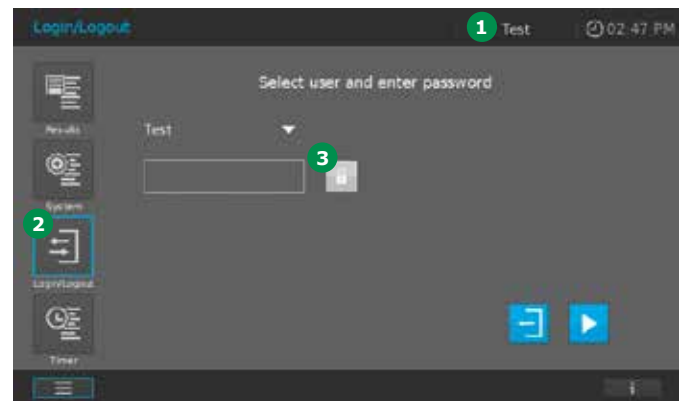 Login/Logout
1 Test
02:47 PM
Select user and enter password
Results
Test
3
System
2
Login/Logout
Timer
i